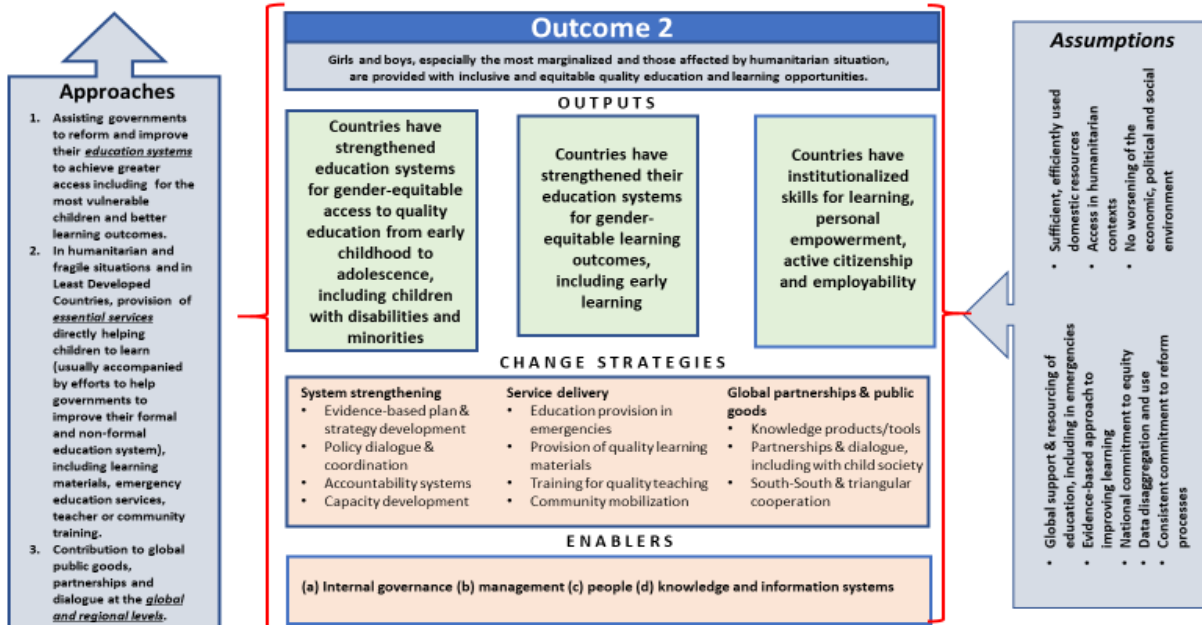 Approaches
1. Assisting governments
to reform and improve
their education systems
to achieve greater
access including for the
most vulnerable
children and better
learning outcomes.
2. In humanitarian and
fragile situations and in
Least Developed
Countries, provision of
essential services
directly helping
children to learn
(usually accompanied
by efforts to help
governments to
improve their formal
and non-formal
education system),
including learning
materials, emergency
education services,
teacher or community
training.
3. Contribution to global
public goods,
partnerships and
dialogue at the global
and regional levels.
Outcome 2
Girls and boys, especially the most marginalized and those affected by humanitarian situation,
are provided with inclusive and equitable quality education and learning opportunities.
OUTPUTS
Countries have
strengthened
education systems
for gender-equitable
access to quality
education from early
childhood to
adolescence,
including children
with disabilities and
minorities
Countries have
strengthened their
education systems
for gender-
equitable learning
outcomes,
including early
learning
Countries have
institutionalized
skills for learning,
personal
empowerment,
active citizenship
and employability
CHANGE STRATEGIES
System strengthening
• Evidence-based plan &
strategy development
• Policy dialogue &
coordination
• Accountability systems
• Capacity development
Service delivery
• Education provision in
emergencies
• Provision of quality learning
materials
• Training for quality teaching
• Community mobilization
Global partnerships & public
goods
• Knowledge products/tools
• Partnerships & dialogue,
including with child society
• South-South & triangular
cooperation
ENABLERS
(a) Internal governance (b) management (c) people (d) knowledge and information systems
Assumptions
• Global support & resourcing of
education, including in emergencies
• Evidence-based approach to
improving learning
• National commitment to equity
• Data disaggregation and use
• Consistent commitment to reform
processes
• Sufficient, efficiently used
domestic resources
• Access in humanitarian
contexts
• No worsening of the
economic, political and social
environment